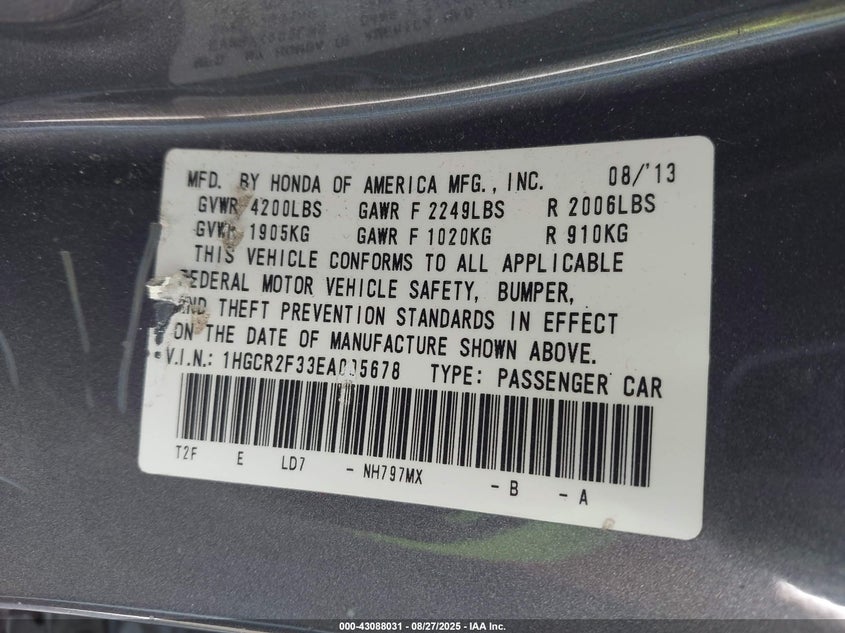 MFD. BY HONDA OF AMERICA MFG., INC. 08/'13
GVWR 4200LBS GAWR F 2249LBS R 2006LBS
GVWR 1905KG GAWR F 1020KG R 910KG
THIS VEHICLE CONFORMS TO ALL APPLICABLE
FEDERAL MOTOR VEHICLE SAFETY, BUMPER,
AND THEFT PREVENTION STANDARDS IN EFFECT
ON THE DATE OF MANUFACTURE SHOWN ABOVE.
V.I.N.: TYPE: PASSENGER CAR
T2F E LD7 - NH797MX - B - A
000-43088031 - 08/27/2025 - IAA Inc.